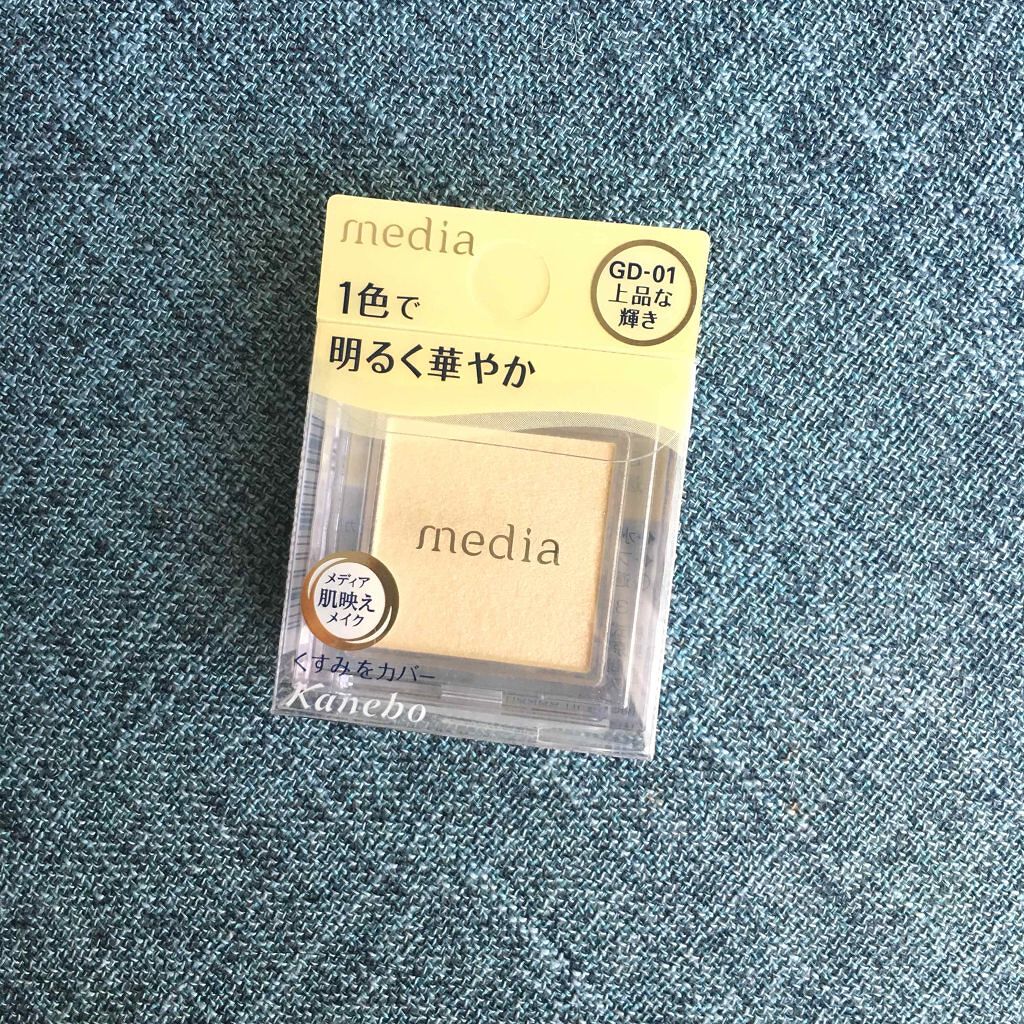 media
GD-01
上品な
輝き
1色で
明るく華やか
media
メディア
肌映え
メイク
くすみをカバー
Kanebo